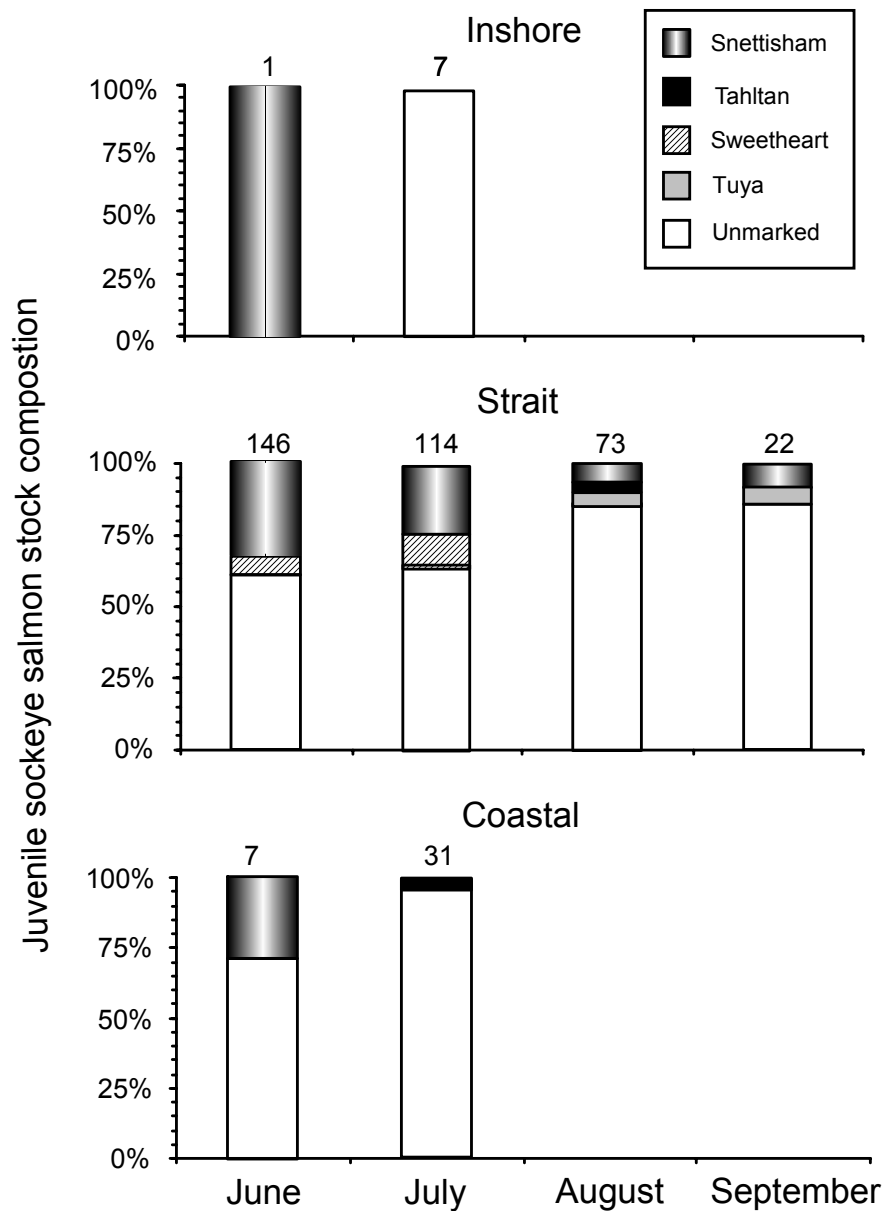 Inshore
Snettisham
Tahltan
Sweetheart
Tuya
Unmarked
1
7
100%
75%
50%
25%
0%
Juvenile sockeye salmon stock compostion
Strait
146
114
73
22
100%
75%
50%
25%
0%
Coastal
7
31
100%
75%
50%
25%
0%
June
July
August
September